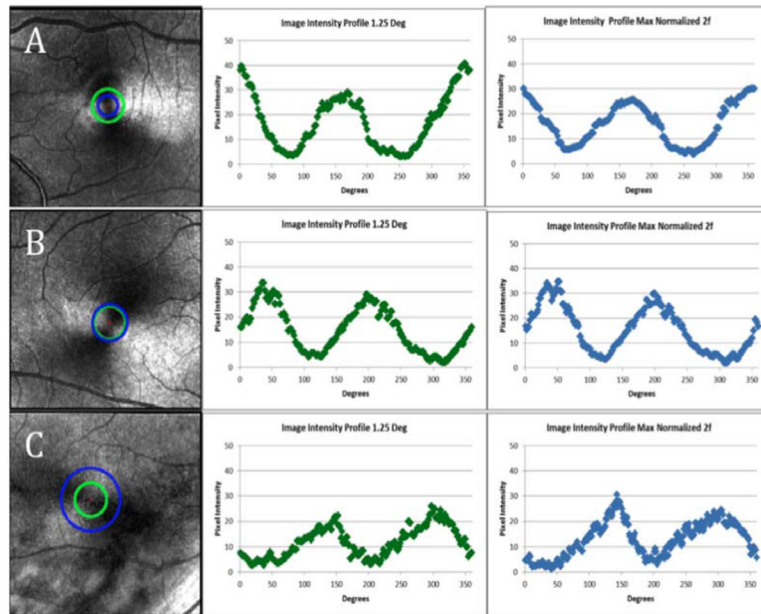 A
Image Intensity Profile 1.25 Deg
Pixel Intensity
50
40
30
20
10
0
0 50 100 150 200 250 300 350
Degrees
Image Intensity Profile Max Normalized 2f
Pixel Intensity
50
40
30
20
10
0
0 50 100 150 200 250 300 350
Degrees
B
Image Intensity Profile 1.25 Deg
Pixel Intensity
50
40
30
20
10
0
0 50 100 150 200 250 300 350
Degrees
Image Intensity Profile Max Normalized 2f
Pixel Intensity
50
40
30
20
10
0
0 50 100 150 200 250 300 350
Degrees
C
Image Intensity Profile 1.25 Deg
Pixel Intensity
50
40
30
20
10
0
0 50 100 150 200 250 300 350
Degrees
Image Intensity Profile Max Normalized 2f
Pixel Intensity
50
40
30
20
10
0
0 50 100 150 200 250 300 350
Degrees